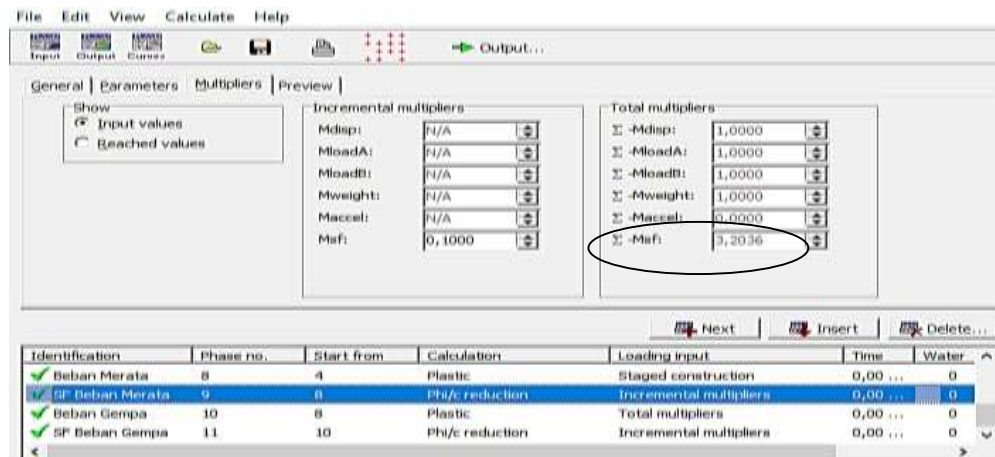 File Edit View Calculate Help
Input Output Curves Output...
General Parameters Multipliers Preview
Show
Input values
Reached values
Incremental multipliers
Mdisp: N/A
MloadA: N/A
MloadB: N/A
Mweight: N/A
Maccel: N/A
Msf: 0,1000
Total multipliers
Σ -Mdisp: 1,0000
Σ -MloadA: 1,0000
Σ -MloadB: 1,0000
Σ -Mweight: 1,0000
Σ -Maccel: 0,0000
Σ -Msf: 3,2036
Next Insert Delete...
Identification Phase no. Start from Calculation Loading input Time Water
Beban Merata 8 4 Plastic Staged construction 0,00 ... 0
SF Beban Merata 9 8 Phi/c reduction Incremental multipliers 0,00 ... 0
Beban Gempa 10 8 Plastic Total multipliers 0,00 ... 0
SF Beban Gempa 11 10 Phi/c reduction Incremental multipliers 0,00 ... 0